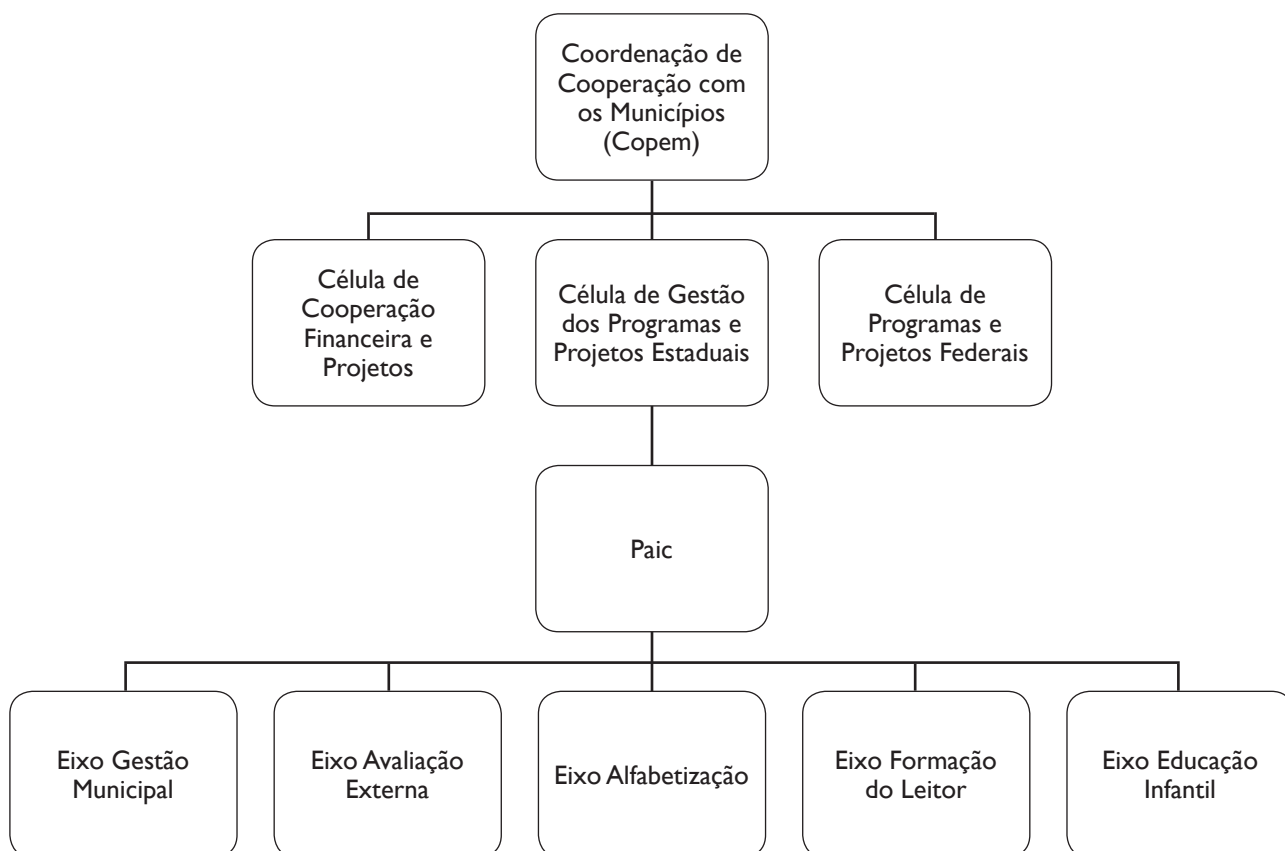 Coordenação de
Cooperação com
os Municípios
(Copem)
Célula de
Cooperação
Financeira e
Projetos
Célula de Gestão
dos Programas e
Projetos Estaduais
Célula de
Programas e
Projetos Federais
Paic
Eixo Gestão
Municipal
Eixo Avaliação
Externa
Eixo Alfabetização
Eixo Formação
do Leitor
Eixo Educação
Infantil